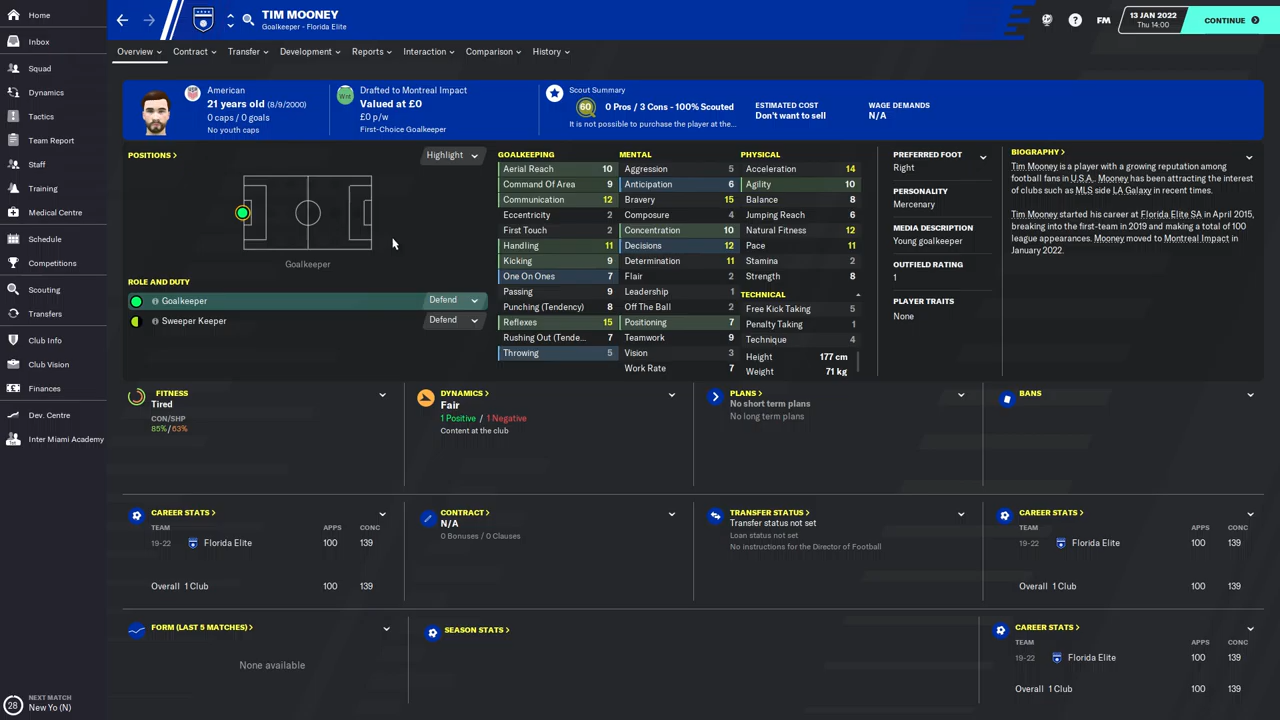 TIM MOONEY
Goalkeeper - Florida Elite
FM
13 JAN 2022
Thu 14:00
CONTINUE
Overview
Contract
Transfer
Development
Reports
Interaction
Comparison
History
Home
Inbox
Squad
Dynamics
Tactics
Team Report
Staff
Training
Medical Centre
Schedule
Competitions
Scouting
Transfers
Club Info
Club Vision
Finances
Dev. Centre
Inter Miami Academy
28
NEXT MATCH
New Yo (N)
American
21 years old (8/9/2000)
0 caps / 0 goals
No youth caps
Wnt
Drafted to Montreal Impact
Valued at £0
£0 p/w
First-Choice Goalkeeper
Scout Summary
60
0 Pros / 3 Cons - 100% Scouted
It is not possible to purchase the player at the...
ESTIMATED COST
Don't want to sell
WAGE DEMANDS
N/A
POSITIONS >
Highlight
Goalkeeper
ROLE AND DUTY
Goalkeeper Defend
Sweeper Keeper Defend
GOALKEEPING
Aerial Reach 10
Command Of Area 9
Communication 12
Eccentricity 2
First Touch 2
Handling 11
Kicking 9
One On Ones 7
Passing 9
Punching (Tendency) 8
Reflexes 15
Rushing Out (Tende... 7
Throwing 5
MENTAL
Aggression 5
Anticipation 6
Bravery 15
Composure 4
Concentration 10
Decisions 12
Determination 11
Flair 2
Leadership 1
Off The Ball 2
Positioning 7
Teamwork 9
Vision 3
Work Rate 7
PHYSICAL
Acceleration 14
Agility 10
Balance 8
Jumping Reach 6
Natural Fitness 12
Pace 11
Stamina 2
Strength 8
TECHNICAL
Free Kick Taking 5
Penalty Taking 1
Technique 4
Height 177 cm
Weight 71 kg
PREFERRED FOOT
Right
PERSONALITY
Mercenary
MEDIA DESCRIPTION
Young goalkeeper
OUTFIELD RATING
1
PLAYER TRAITS
None
BIOGRAPHY >
Tim Mooney is a player with a growing reputation among
football fans in U.S.A.. Mooney has been attracting the interest
of clubs such as MLS side LA Galaxy in recent times.
Tim Mooney started his career at Florida Elite SA in April 2015,
breaking into the first-team in 2019 and making a total of 100
league appearances. Mooney moved to Montreal Impact in
January 2022.
FITNESS
Tired
CON/SHP
85%/63%
DYNAMICS >
Fair
1 Positive / 1 Negative
Content at the club
PLANS >
No short term plans
No long term plans
BANS
CAREER STATS >
TEAM APPS CONC
19-22 Florida Elite 100 139
Overall 1 Club 100 139
CONTRACT >
N/A
0 Bonuses / 0 Clauses
TRANSFER STATUS >
Transfer status not set
Loan status not set
No instructions for the Director of Football
CAREER STATS >
TEAM APPS CONC
19-22 Florida Elite 100 139
Overall 1 Club 100 139
FORM (LAST 5 MATCHES) >
None available
SEASON STATS >
CAREER STATS >
TEAM APPS CONC
19-22 Florida Elite 100 139
Overall 1 Club 100 139